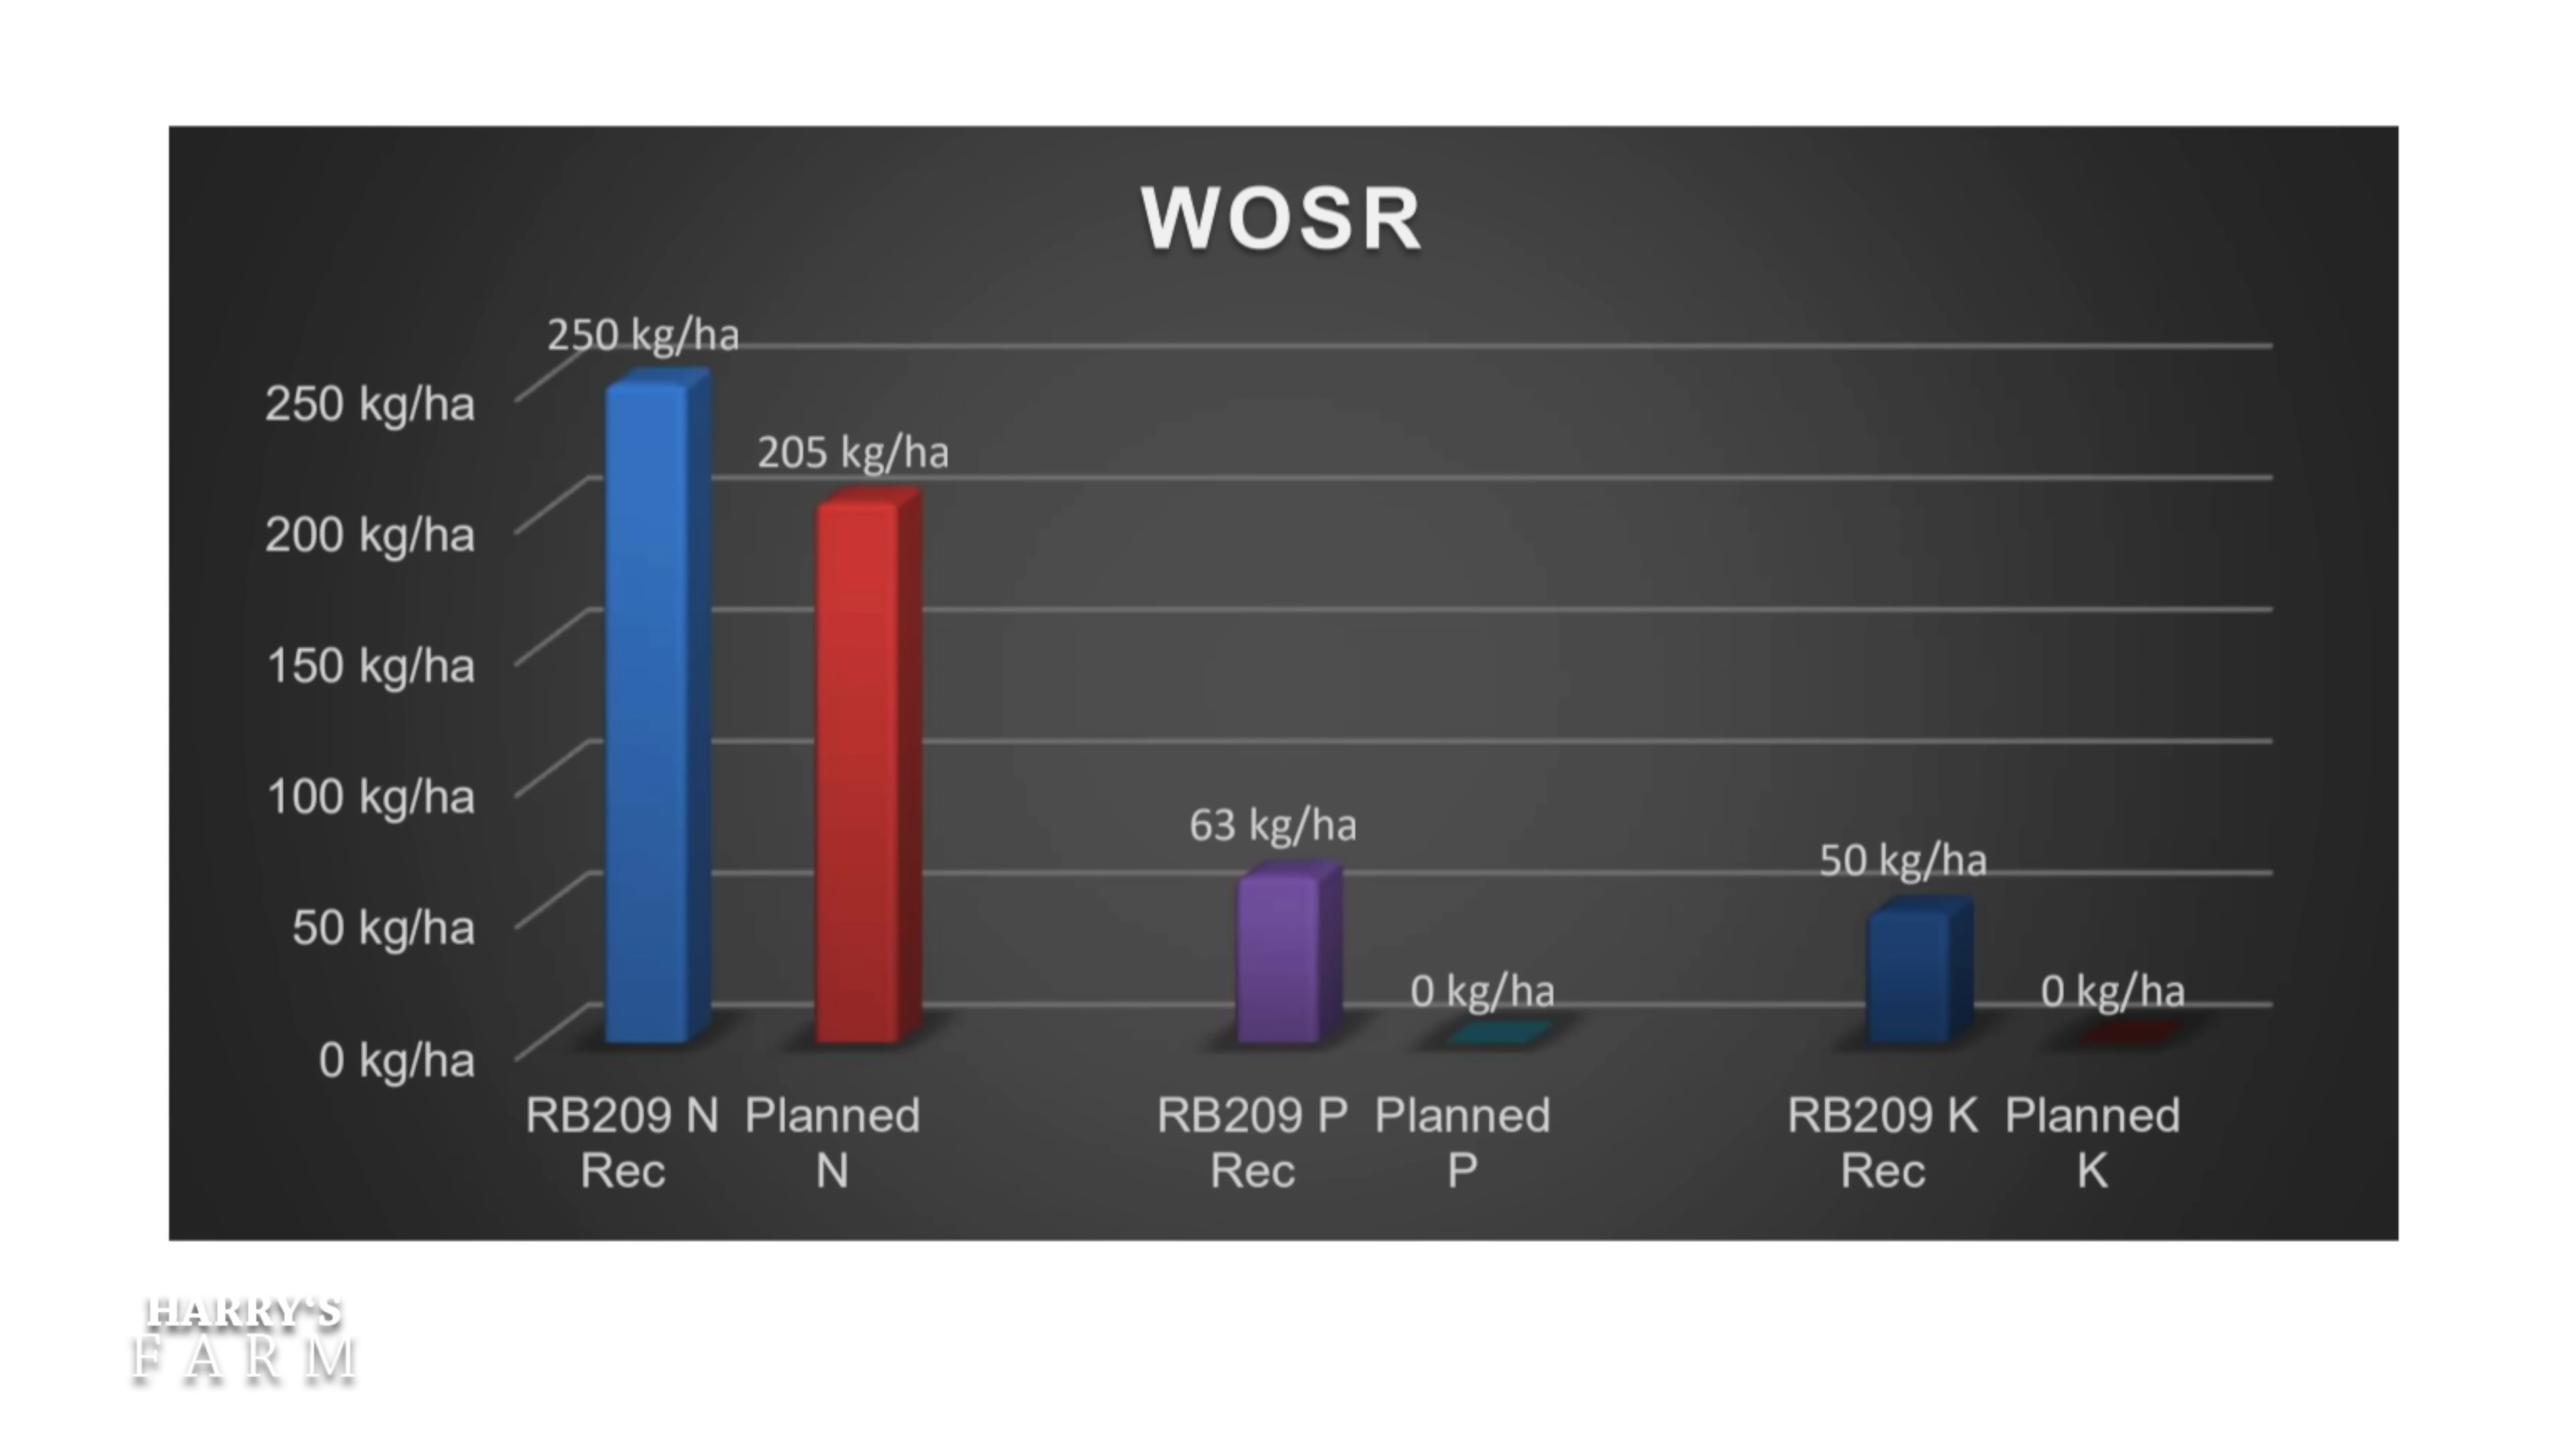 WOSR
250 kg/ha
205 kg/ha
63 kg/ha
0 kg/ha
50 kg/ha
0 kg/ha
250 kg/ha
200 kg/ha
150 kg/ha
100 kg/ha
50 kg/ha
0 kg/ha
RB209 N Rec
Planned N
RB209 P Rec
Planned P
RB209 K Rec
Planned K
HARRY‘S
FARM